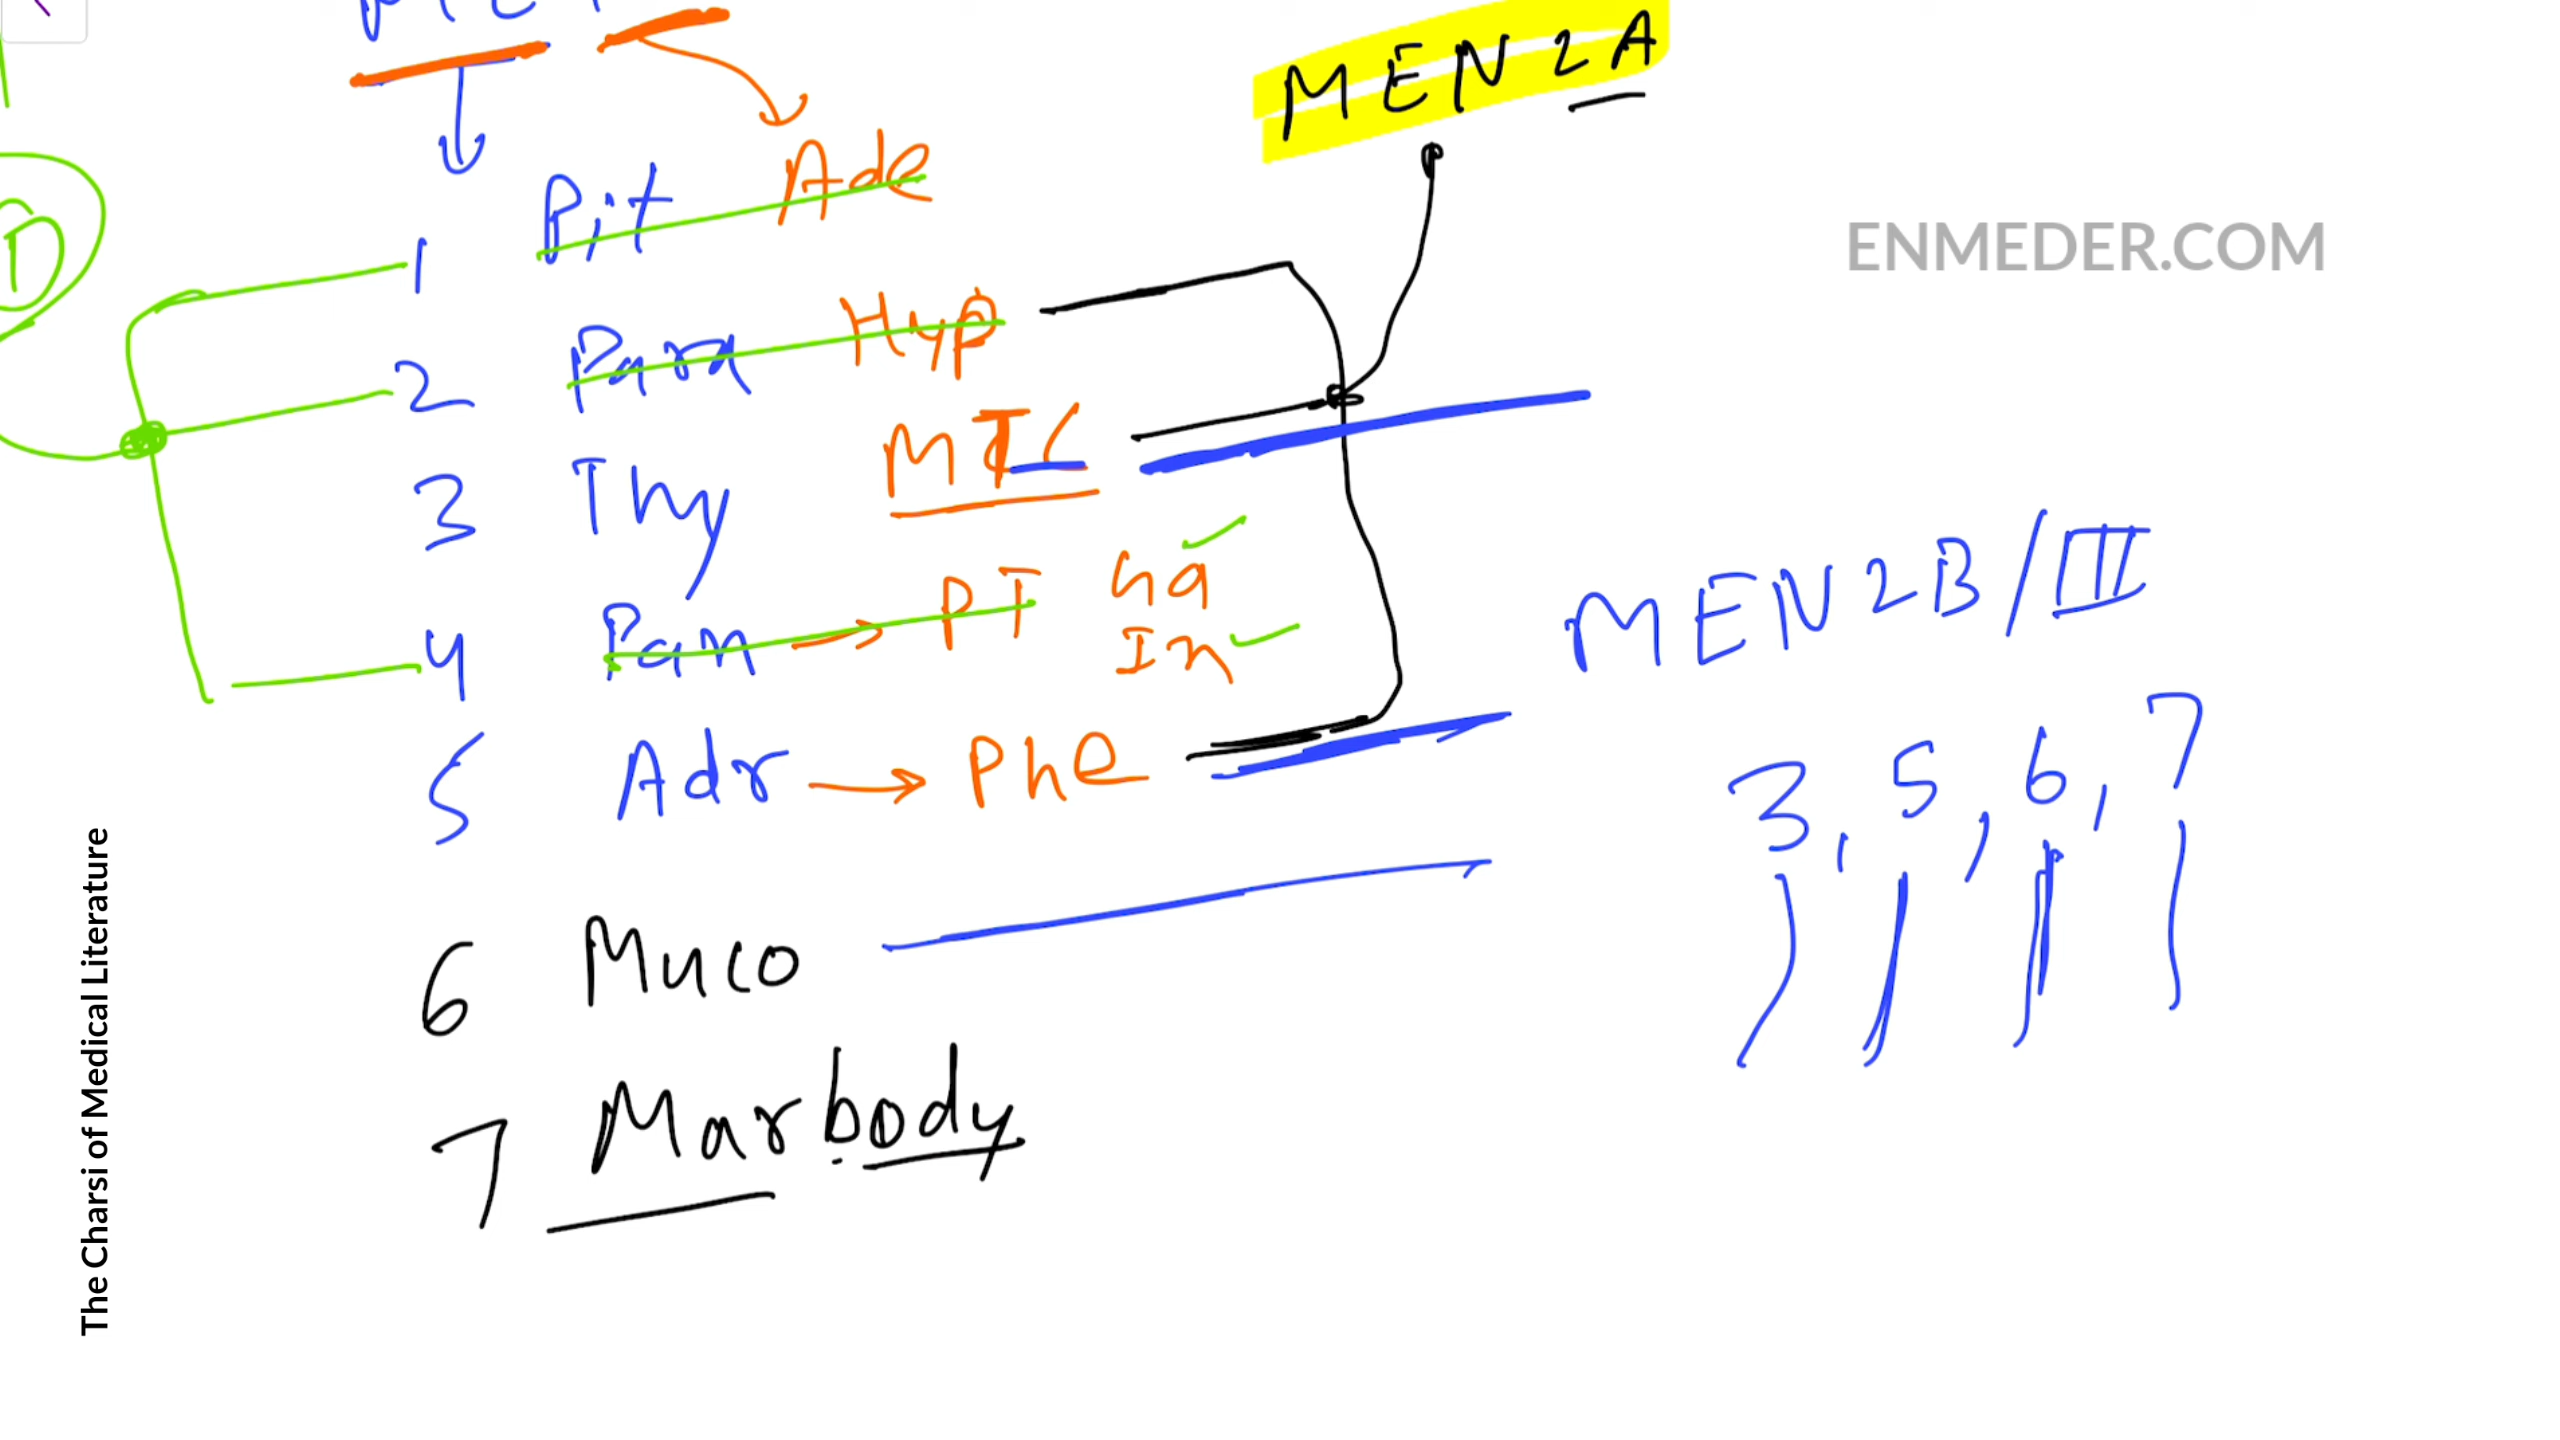 MEN 2A
ENMEDER.COM
1 Pit Ade
2 Para Hyp
3 Thy MTC
4 Pan → PT Ga
In
5 Adr → Phe
6 Muco
7 Marbody
MEN 2B/III
3, 5, 6, 7
The Charsi of Medical Literature